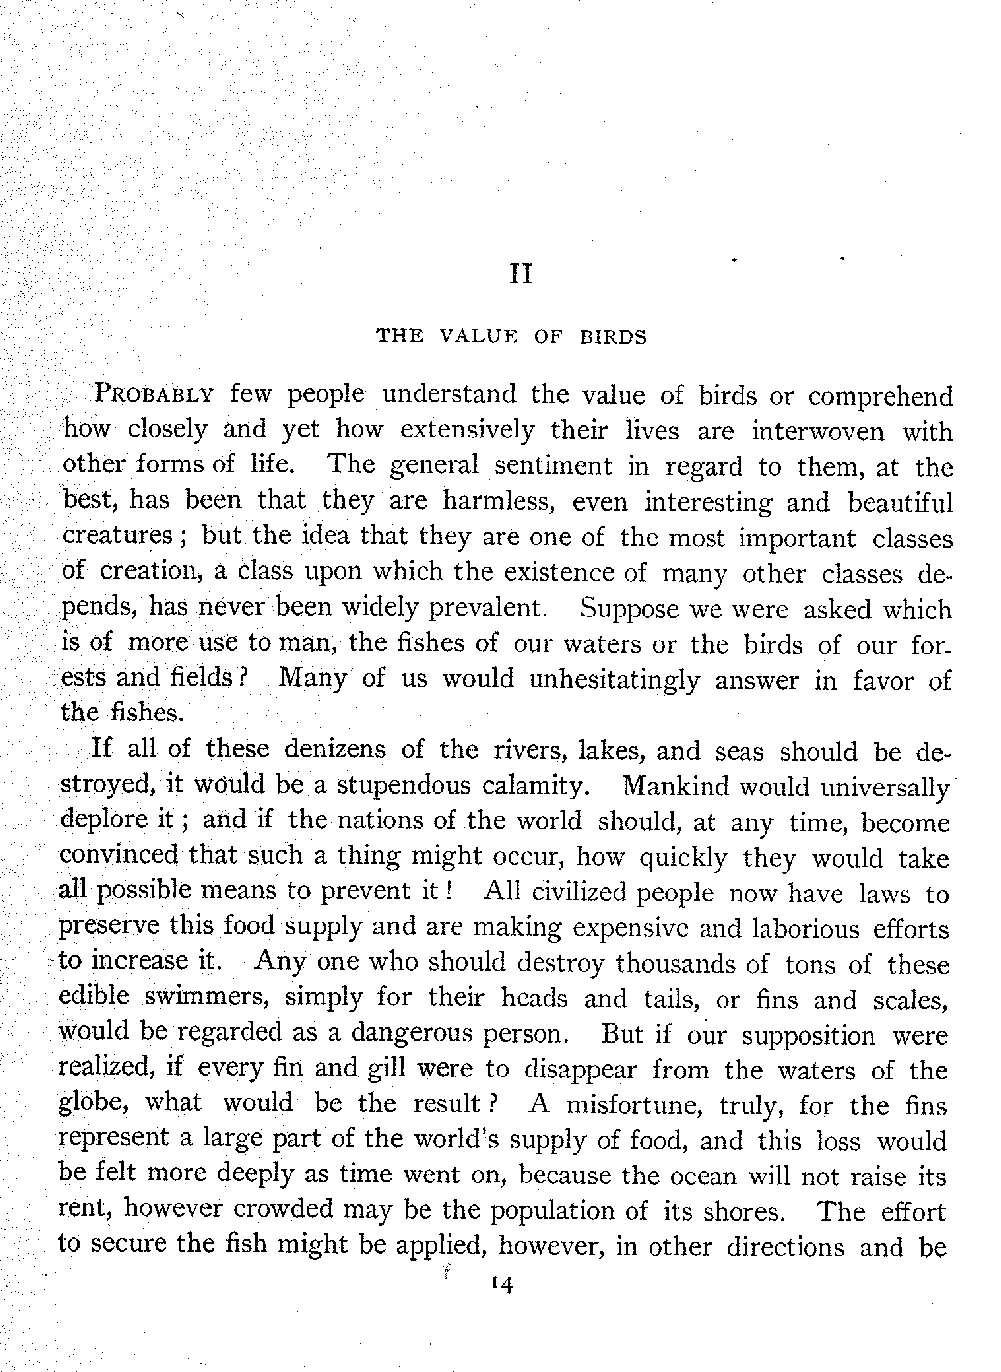 II
THE VALUE OF BIRDS
PROBABLY few people understand the value of birds or comprehend
how closely and yet how extensively their lives are interwoven with
other forms of life. The general sentiment in regard to them, at the
best, has been that they are harmless, even interesting and beautiful
creatures; but the idea that they are one of the most important classes
of creation, a class upon which the existence of many other classes de-
pends, has never been widely prevalent. Suppose we were asked which
is of more use to man, the fishes of our waters or the birds of our for-
ests and fields? Many of us would unhesitatingly answer in favor of
the fishes.
If all of these denizens of the rivers, lakes, and seas should be de-
stroyed, it would be a stupendous calamity. Mankind would universally
deplore it; and if the nations of the world should, at any time, become
convinced that such a thing might occur, how quickly they would take
all possible means to prevent it! All civilized people now have laws to
preserve this food supply and are making expensive and laborious efforts
to increase it. Any one who should destroy thousands of tons of these
edible swimmers, simply for their heads and tails, or fins and scales,
would be regarded as a dangerous person. But if our supposition were
realized, if every fin and gill were to disappear from the waters of the
globe, what would be the result? A misfortune, truly, for the fins
represent a large part of the world's supply of food, and this loss would
be felt more deeply as time went on, because the ocean will not raise its
rent, however crowded may be the population of its shores. The effort
to secure the fish might be applied, however, in other directions and be
14